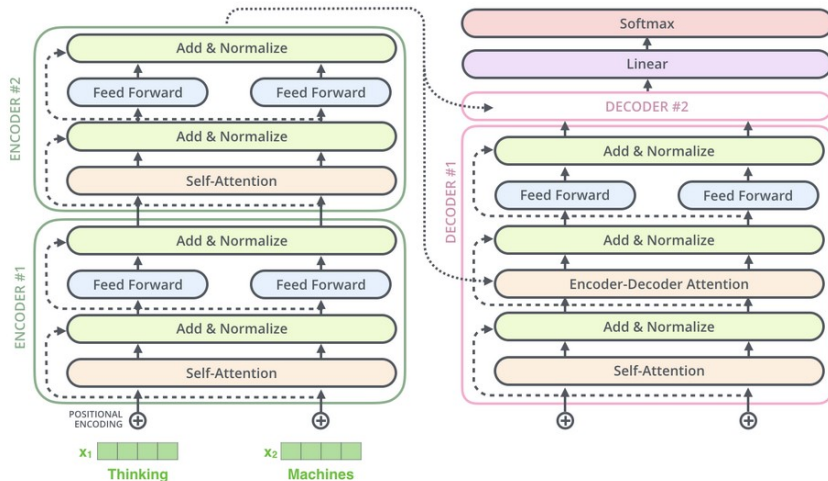 ENCODER #2
Add & Normalize
Feed Forward
Feed Forward
Add & Normalize
Self-Attention
ENCODER #1
Add & Normalize
Feed Forward
Feed Forward
Add & Normalize
Self-Attention
POSITIONAL
ENCODING
x1
x2
Thinking
Machines
Softmax
Linear
DECODER #2
DECODER #1
Add & Normalize
Feed Forward
Feed Forward
Add & Normalize
Encoder-Decoder Attention
Add & Normalize
Self-Attention